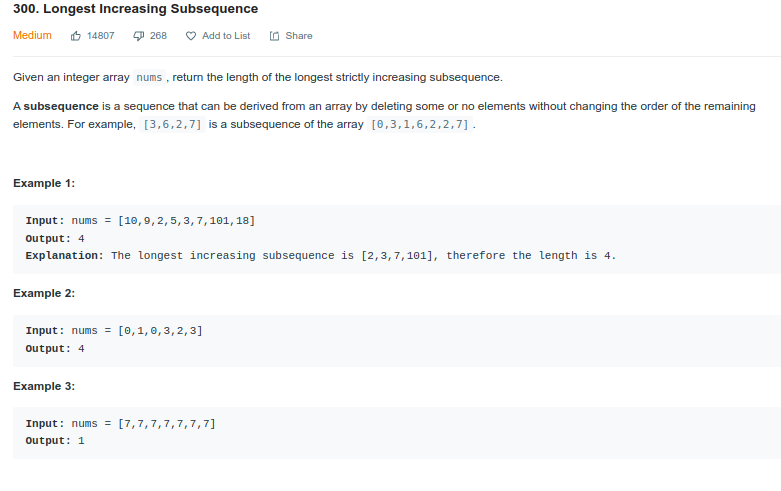 300. Longest Increasing Subsequence
Medium 14807 268 Add to List Share
Given an integer array nums , return the length of the longest strictly increasing subsequence.
A subsequence is a sequence that can be derived from an array by deleting some or no elements without changing the order of the remaining
elements. For example, [3,6,2,7] is a subsequence of the array [0,3,1,6,2,2,7] .
Example 1:
Input: nums = [10,9,2,5,3,7,101,18]
Output: 4
Explanation: The longest increasing subsequence is [2,3,7,101], therefore the length is 4.
Example 2:
Input: nums = [0,1,0,3,2,3]
Output: 4
Example 3:
Input: nums = [7,7,7,7,7,7,7]
Output: 1